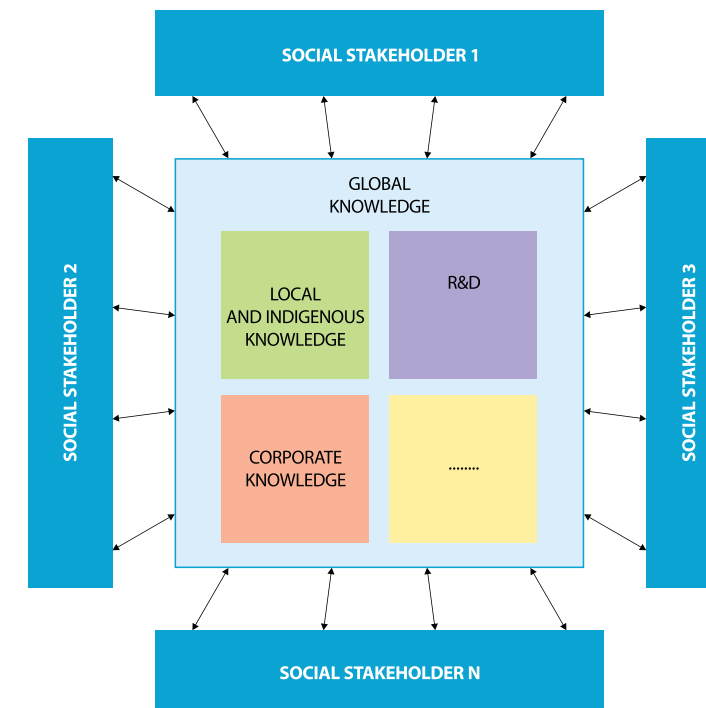 SOCIAL STAKEHOLDER 1
SOCIAL STAKEHOLDER 2
GLOBAL
KNOWLEDGE
LOCAL
AND INDIGENOUS
KNOWLEDGE
R&D
CORPORATE
KNOWLEDGE
........
SOCIAL STAKEHOLDER 3
SOCIAL STAKEHOLDER N